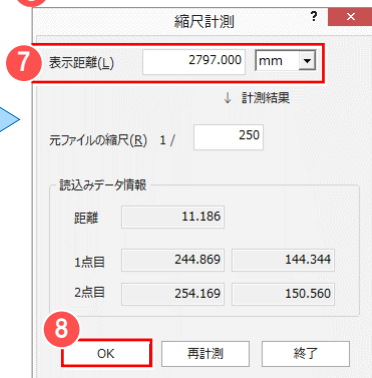 縮尺計測 ? ×
7 表示距離(L) 2797.000 mm
↓ 計測結果
元ファイルの縮尺(R) 1 / 250
読込みデータ情報
距離 11.186
1点目 244.869 144.344
2点目 254.169 150.560
8
OK 再計測 終了